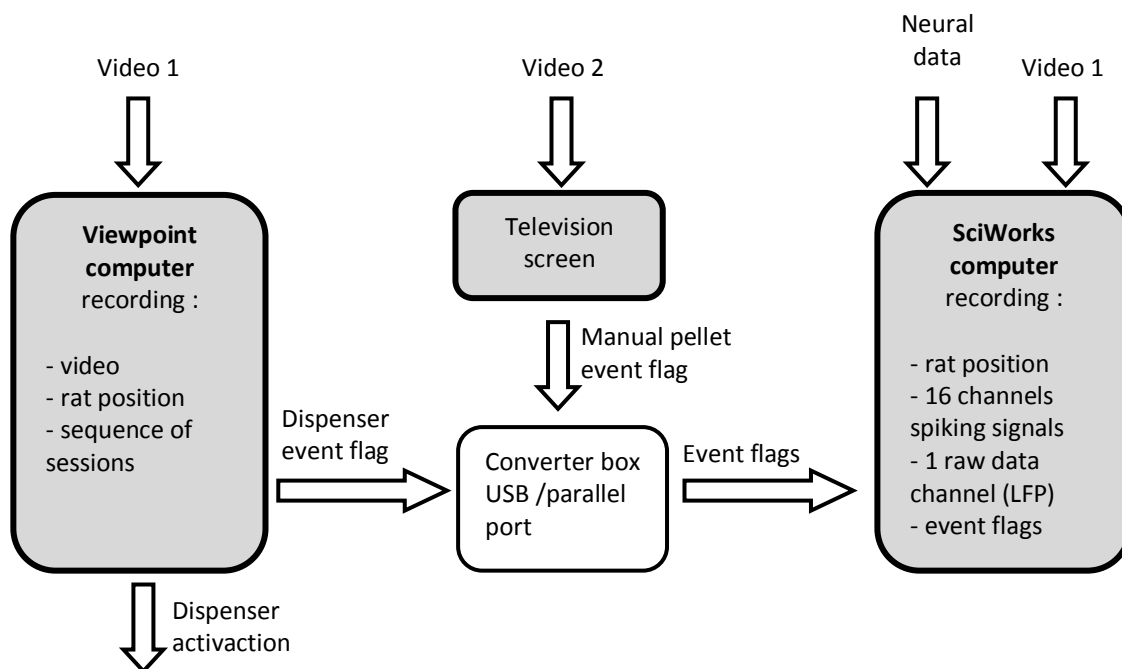 Video 1
Video 2
Neural
data
Video 1
Viewpoint
computer
recording :
- video
- rat position
- sequence of
sessions
Television
screen
SciWorks
computer
recording :
- rat position
- 16 channels
spiking signals
- 1 raw data
channel (LFP)
- event flags
Manual pellet
event flag
Dispenser
event flag
Converter box
USB /parallel
port
Event flags
Dispenser
activaction